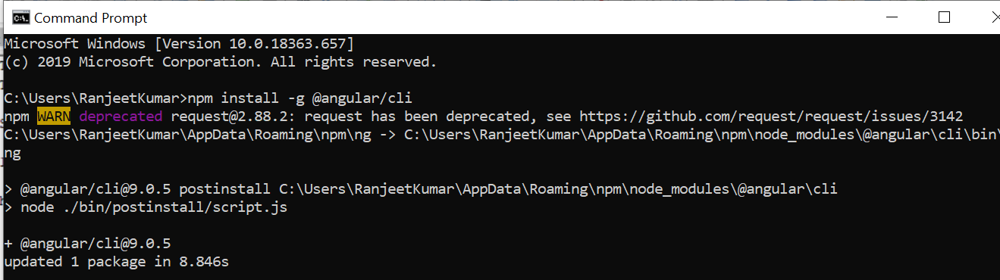 Command Prompt
Microsoft Windows [Version 10.0.18363.657]
(c) 2019 Microsoft Corporation. All rights reserved.
C:\Users\RanjeetKumar>npm install -g @angular/cli
npm WARN deprecated request@2.88.2: request has been deprecated, see https://github.com/request/request/issues/3142
C:\Users\RanjeetKumar\AppData\Roaming\npm\ng -> C:\Users\RanjeetKumar\AppData\Roaming\npm\node_modules\@angular\cli\bin\
ng
> @angular/cli@9.0.5 postinstall C:\Users\RanjeetKumar\AppData\Roaming\npm\node_modules\@angular\cli
> node ./bin/postinstall/script.js
+ @angular/cli@9.0.5
updated 1 package in 8.846s